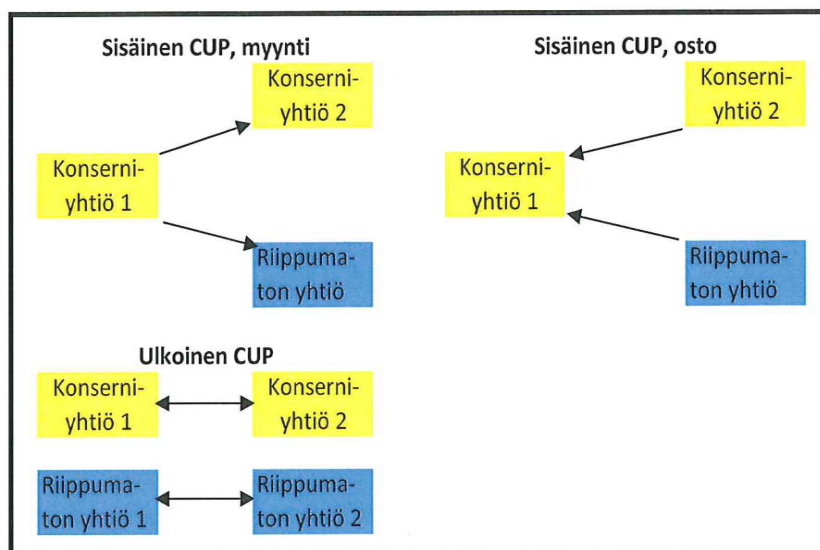 Sisäinen CUP, myynti
Konserni-
yhtiö 2
Konserni-
yhtiö 1
Riippuma-
ton yhtiö
Sisäinen CUP, osto
Konserni-
yhtiö 2
Konserni-
yhtiö 1
Riippuma-
ton yhtiö
Ulkoinen CUP
Konserni-
yhtiö 1
Konserni-
yhtiö 2
Riippuma-
ton yhtiö 1
Riippuma-
ton yhtiö 2